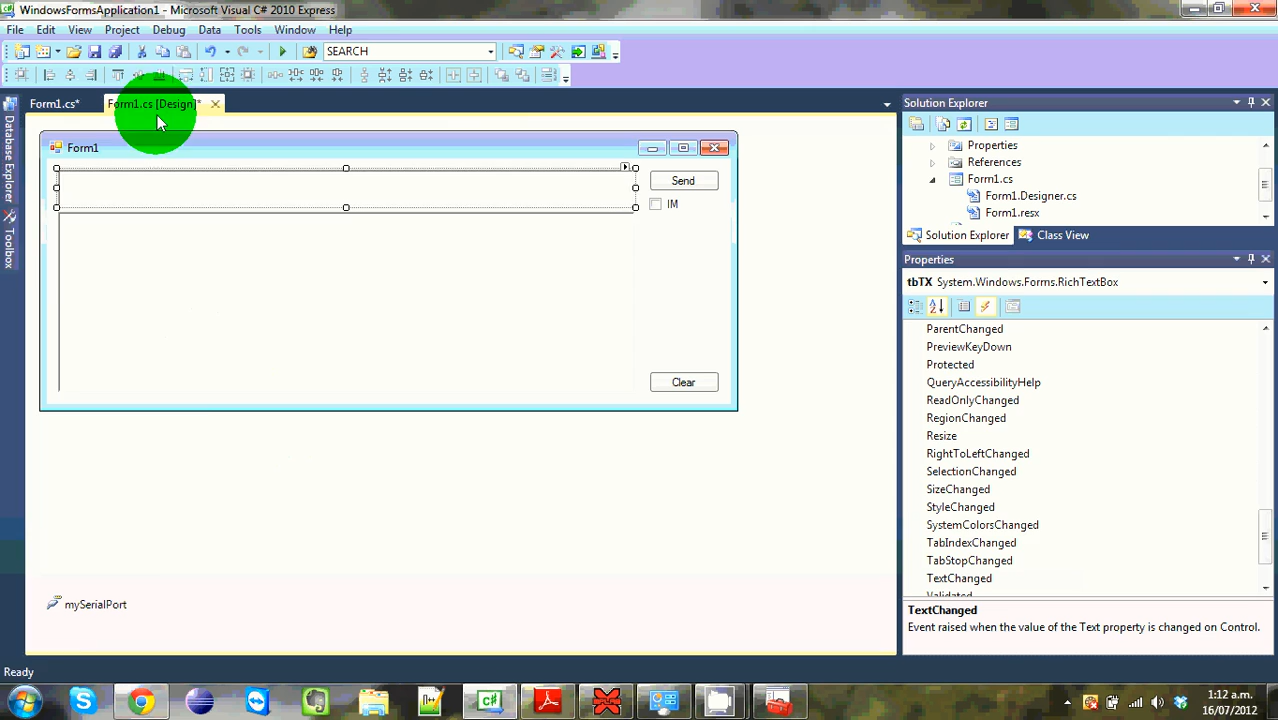 WindowsFormsApplication1 - Microsoft Visual C# 2010 Express
File Edit View Project Debug Data Tools Window Help
SEARCH
Form1.cs* Form1.cs [Design]*
Database Explorer
Toolbox
Form1
Send
IM
Clear
mySerialPort
Solution Explorer
Properties
References
Form1.cs
Form1.Designer.cs
Form1.resx
Solution Explorer Class View
Properties
tbTX System.Windows.Forms.RichTextBox
ParentChanged
PreviewKeyDown
Protected
QueryAccessibilityHelp
ReadOnlyChanged
RegionChanged
Resize
RightToLeftChanged
SelectionChanged
SizeChanged
StyleChanged
SystemColorsChanged
TabIndexChanged
TabStopChanged
TextChanged
Validated
TextChanged
Event raised when the value of the Text property is changed on Control.
Ready
1:12 a.m.
16/07/2012